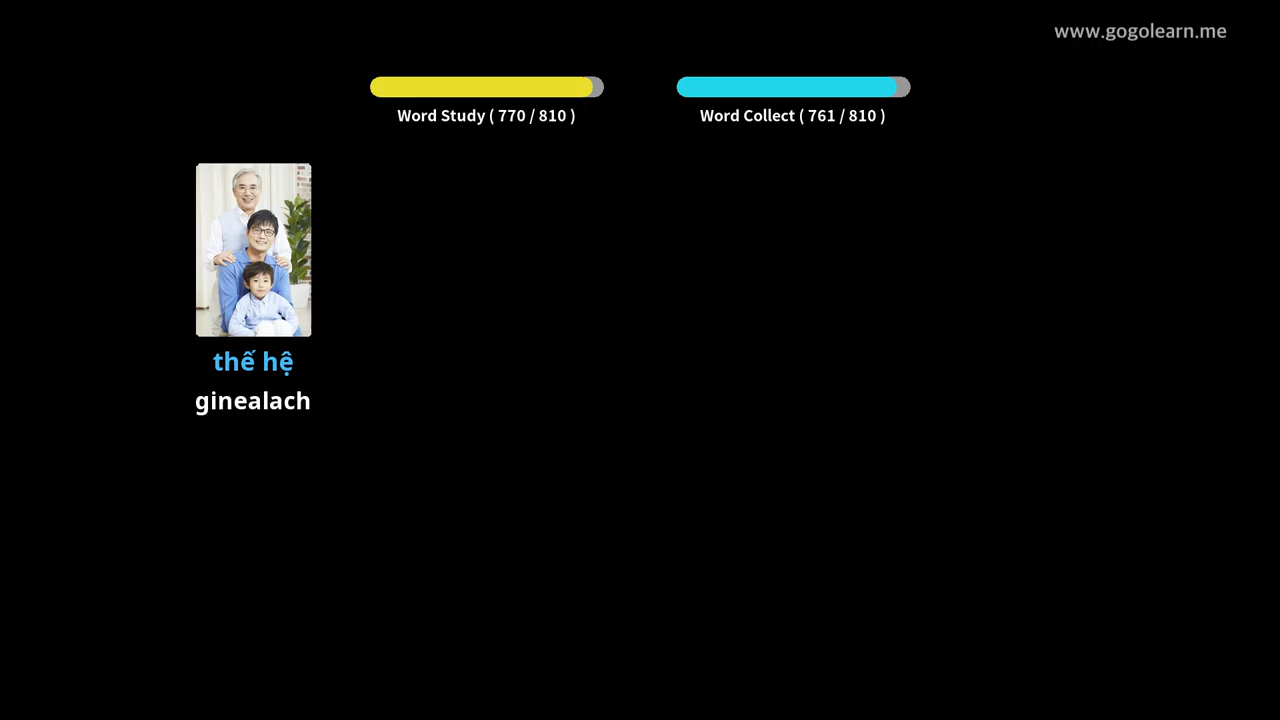 www.gogolearn.me
Word Study ( 770 / 810 )
Word Collect ( 761 / 810 )
thế hệ
ginealach